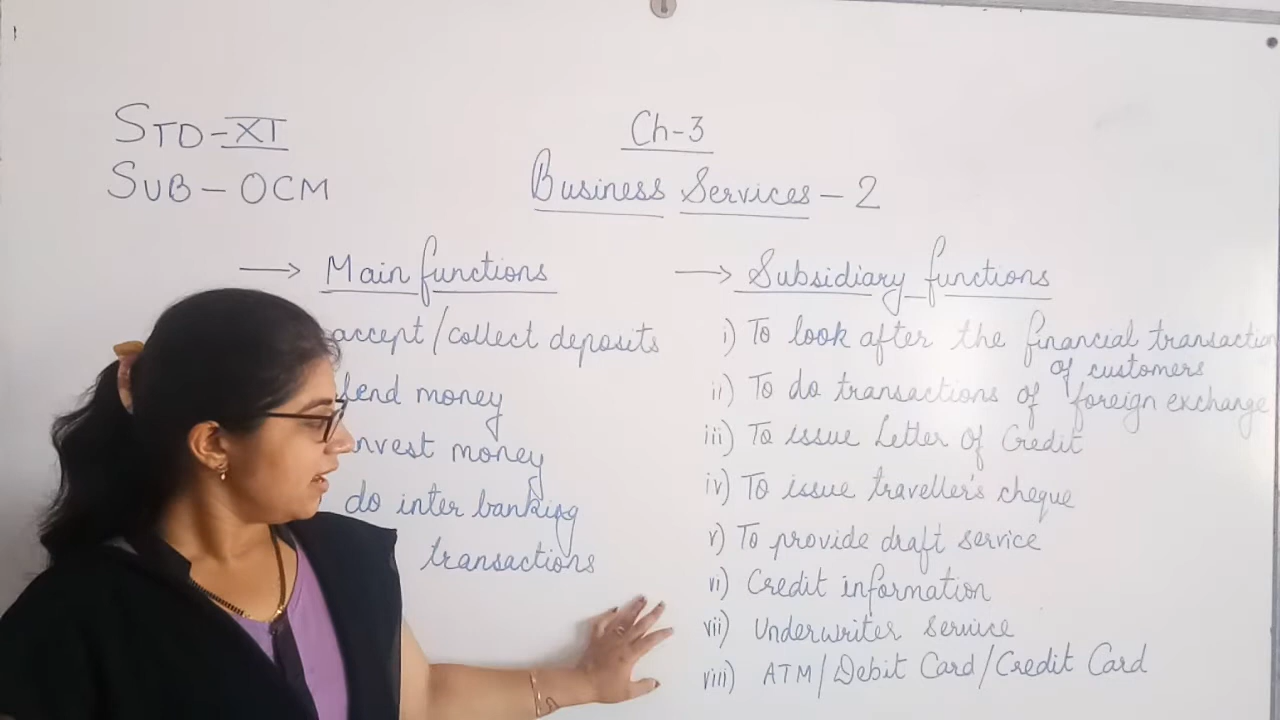 STD-XI
SUB-OCM
Ch-3
Business Services-2
→ Main functions
accept/collect deposits
lend money
invest money
do inter banking
transactions
→ Subsidiary functions
i) To look after the financial transaction
of customers
ii) To do transactions of foreign exchange
iii) To issue Letter of Credit
iv) To issue traveller's cheque
v) To provide draft service
vi) Credit information
vii) Underwriter service
viii) ATM/Debit Card/Credit Card